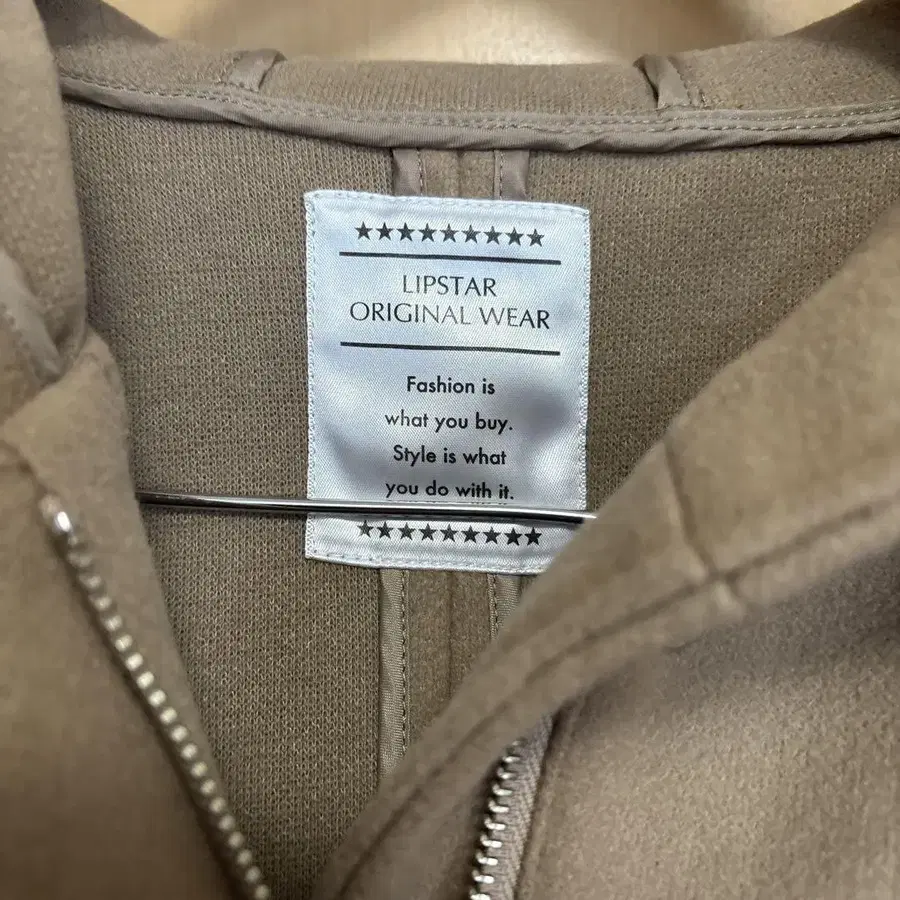 ★★★★★★★★★
LIPSTAR
ORIGINAL WEAR
Fashion is
what you buy.
Style is what
you do with it.
★★★★★★★★★